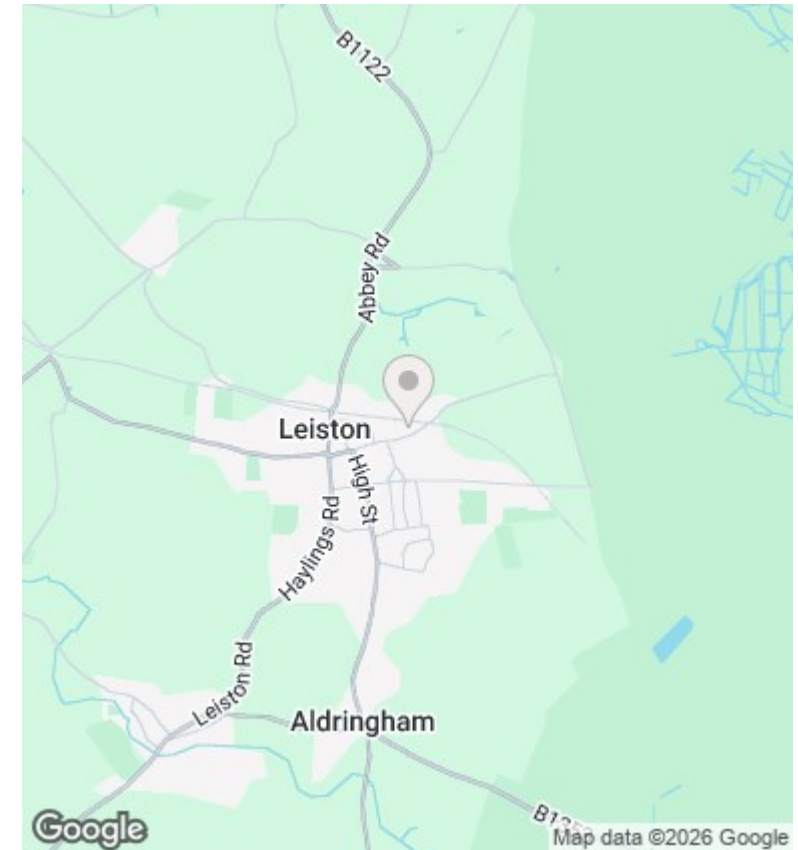 B1122
Abbey Rd
Leiston
High St
Haylings Rd
Leiston Rd
Aldringham
Google
Map data ©2026 Google